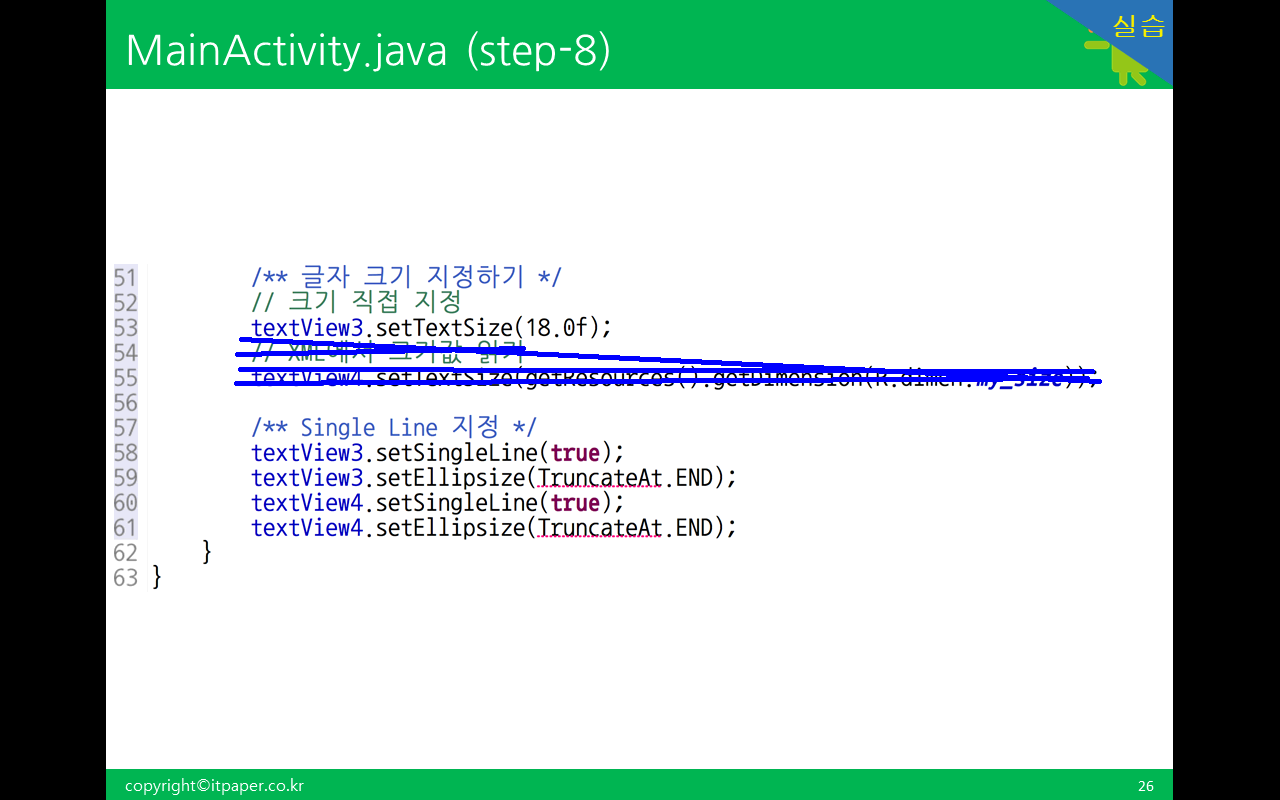 MainActivity.java (step-8)
실습
51 /** 글자 크기 지정하기 */
52 // 크기 직접 지정
53 textView3.setTextSize(18.0f);
54 // XML에서 크기값 읽기
55 textView4.setTextSize(getResources().getDimension(R.dimen.my_size));
56
57 /** Single Line 지정 */
58 textView3.setSingleLine(true);
59 textView3.setEllipsize(TruncateAt.END);
60 textView4.setSingleLine(true);
61 textView4.setEllipsize(TruncateAt.END);
62 }
63 }
copyright©itpaper.co.kr
26